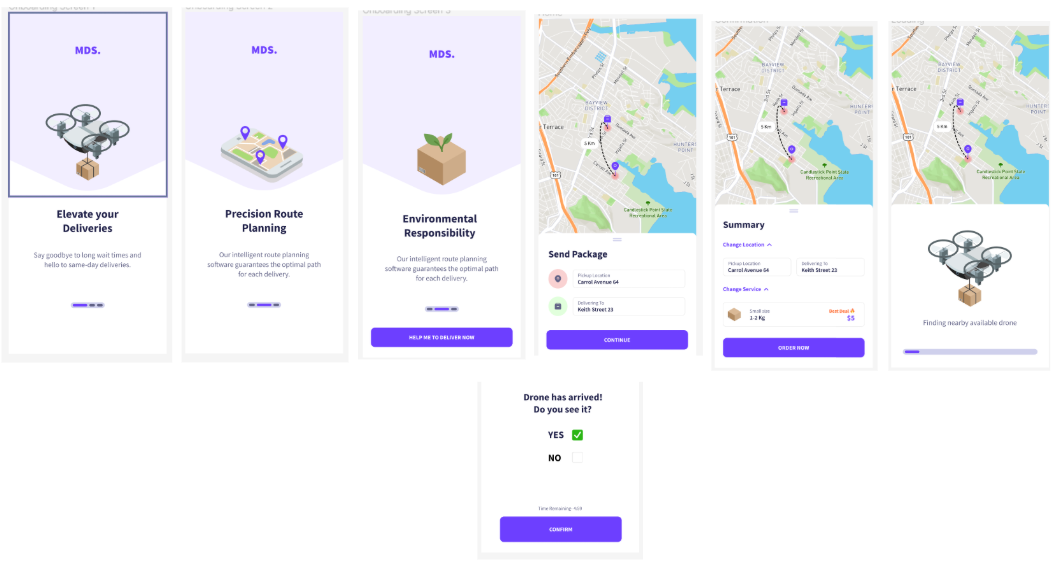 Onboarding Screen 1
MDS.
Elevate your
Deliveries
Say goodbye to long wait times and
hello to same-day deliveries.
Onboarding Screen 2
MDS.
Precision Route
Planning
Our intelligent route planning
software guarantees the optimal path
for each delivery.
Onboarding Screen 3
MDS.
Environmental
Responsibility
Our intelligent route planning
software guarantees the optimal path
for each delivery.
HELP ME TO DELIVER NOW
BAYVIEW
DISTRICT
Terrace
5 Km
HUNTERS
POINT
101
Candlestick Point State
Recreational Area
Send Package
Pickup Location
Carrol Avenue 64
Delivering To
Keith Street 23
CONTINUE
BAYVIEW
DISTRICT
Terrace
5 Km
HUNTERS
POINT
101
Candlestick Point State
Recreational Area
Summary
Change Location
Pickup Location
Carrol Avenue 64
Delivering To
Keith Street 23
Change Service
Small size
1-2 Kg
Best Deal
$5
ORDER NOW
BAYVIEW
DISTRICT
Terrace
5 Km
HUNTER
POINT
101
Candlestick Point State
Recreational Area
Finding nearby available drone
Drone has arrived!
Do you see it?
YES
NO
Time Remaining
CONFIRM